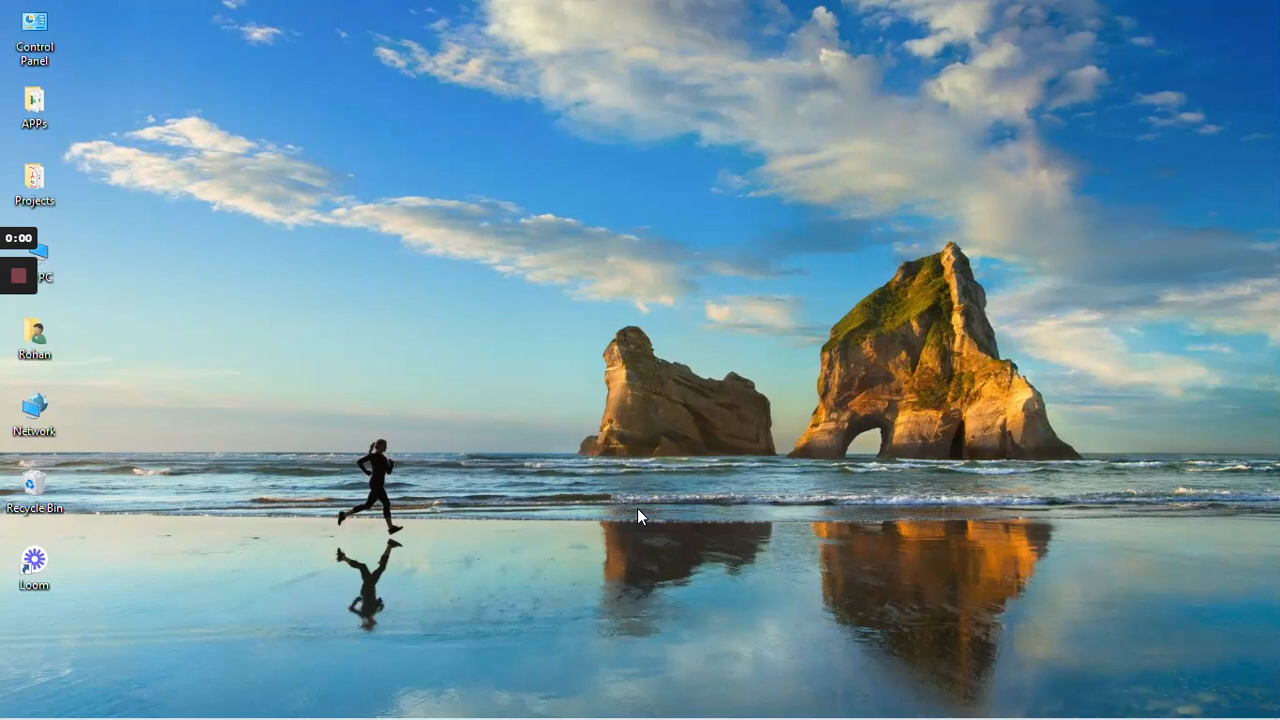 Control
Panel
APPs
Projects
0:00
PC
Rohan
Network
Recycle Bin
Loom